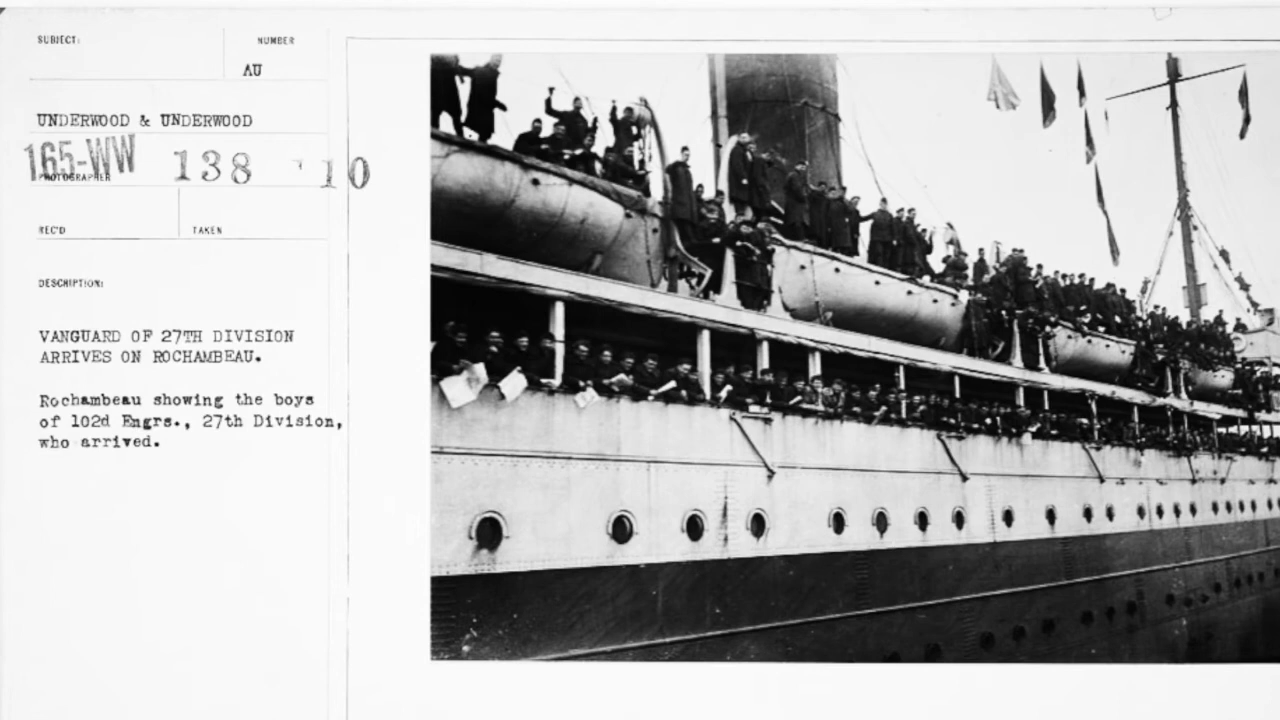 SUBJECT:
NUMBER
AU
UNDERWOOD & UNDERWOOD
165-WW 138 - 10
PHOTOGRAPHER
REC'D
TAKEN
DESCRIPTION:
VANGUARD OF 27TH DIVISION
ARRIVES ON ROCHAMBEAU.
Rochambeau showing the boys
of 102d Engrs., 27th Division,
who arrived.